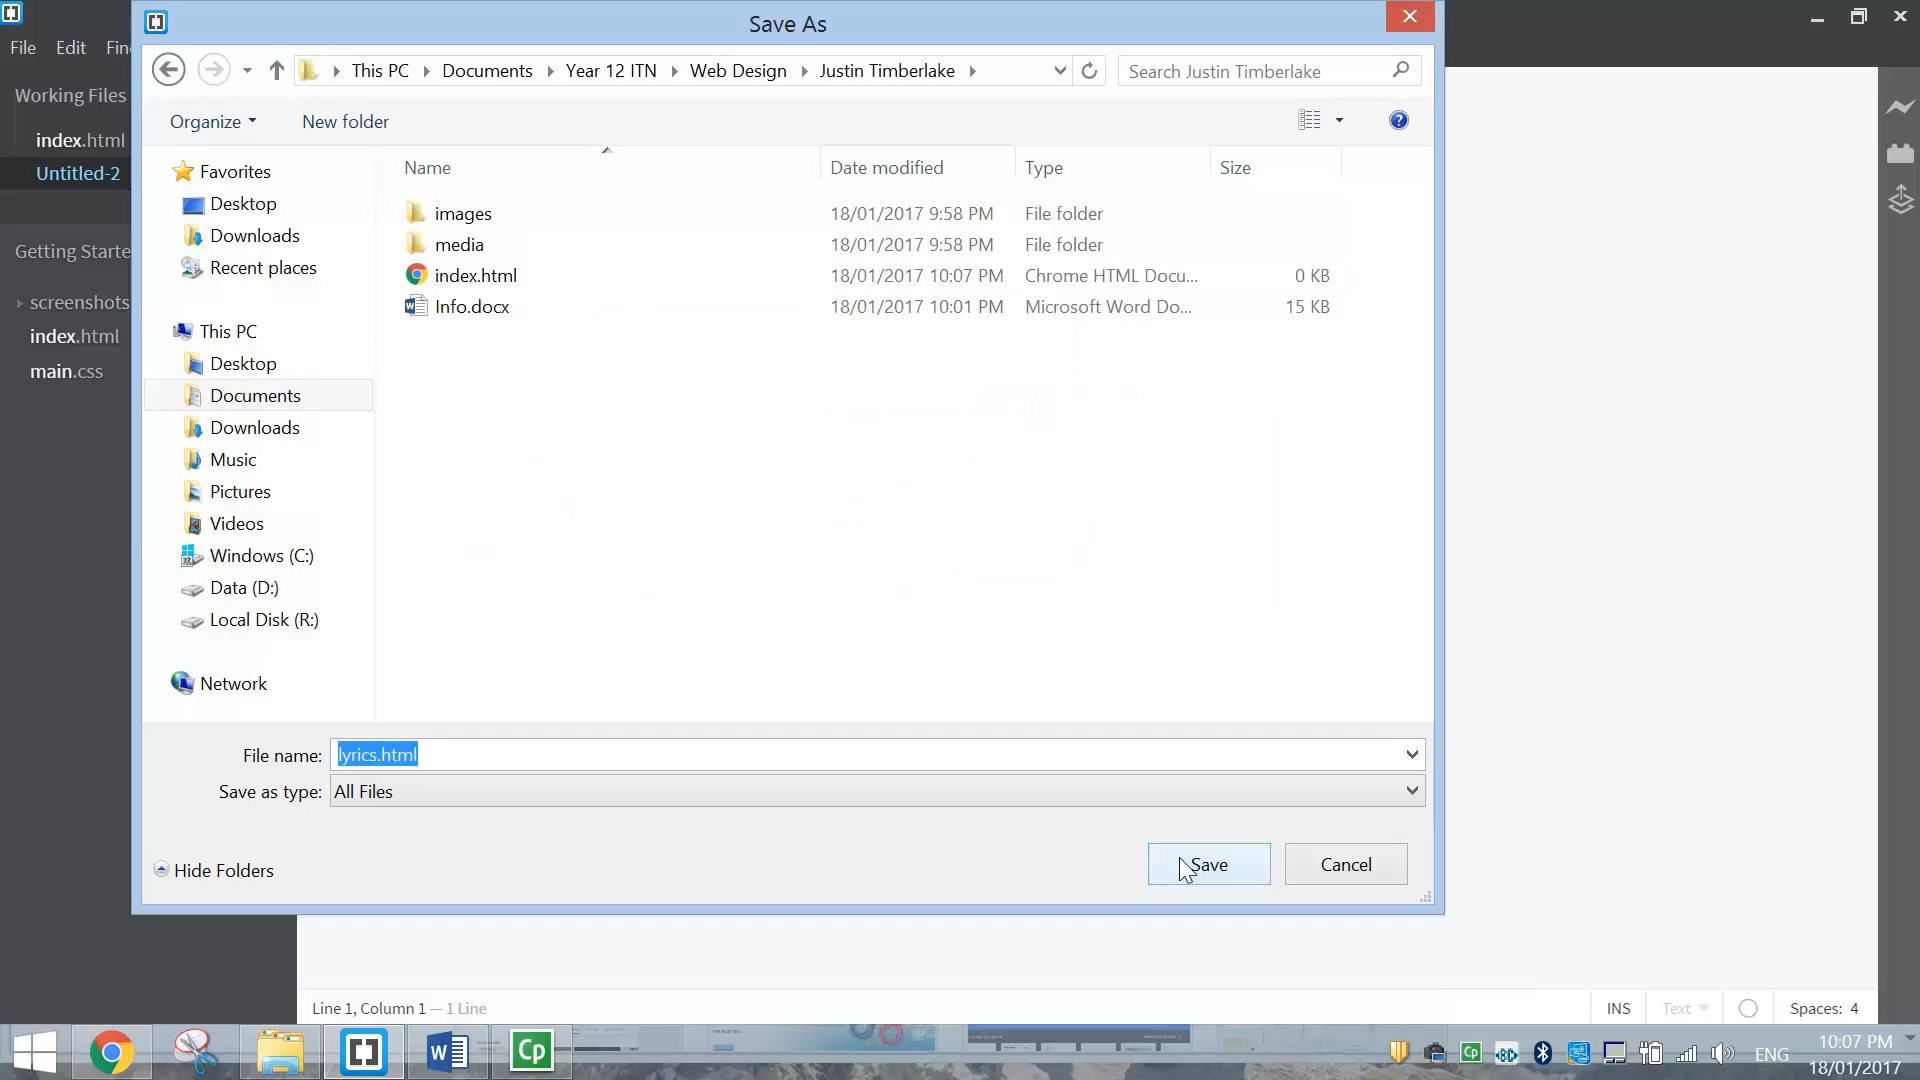 Save As
File Edit Fin
This PC Documents Year 12 ITN Web Design Justin Timberlake Search Justin Timberlake
Working Files
Organize New folder
index.html
Untitled-2
Name Date modified Type Size
Favorites
Desktop
Downloads
Recent places
images 18/01/2017 9:58 PM File folder
media 18/01/2017 9:58 PM File folder
index.html 18/01/2017 10:07 PM Chrome HTML Docu... 0 KB
Info.docx 18/01/2017 10:01 PM Microsoft Word Do... 15 KB
Getting Starte
screenshots
index.html
main.css
This PC
Desktop
Documents
Downloads
Music
Pictures
Videos
Windows (C:)
Data (D:)
Local Disk (R:)
Network
File name: lyrics.html
Save as type: All Files
Hide Folders
Save Cancel
Line 1, Column 1 — 1 Line
INS Text Spaces: 4
ENG
10:07 PM
18/01/2017